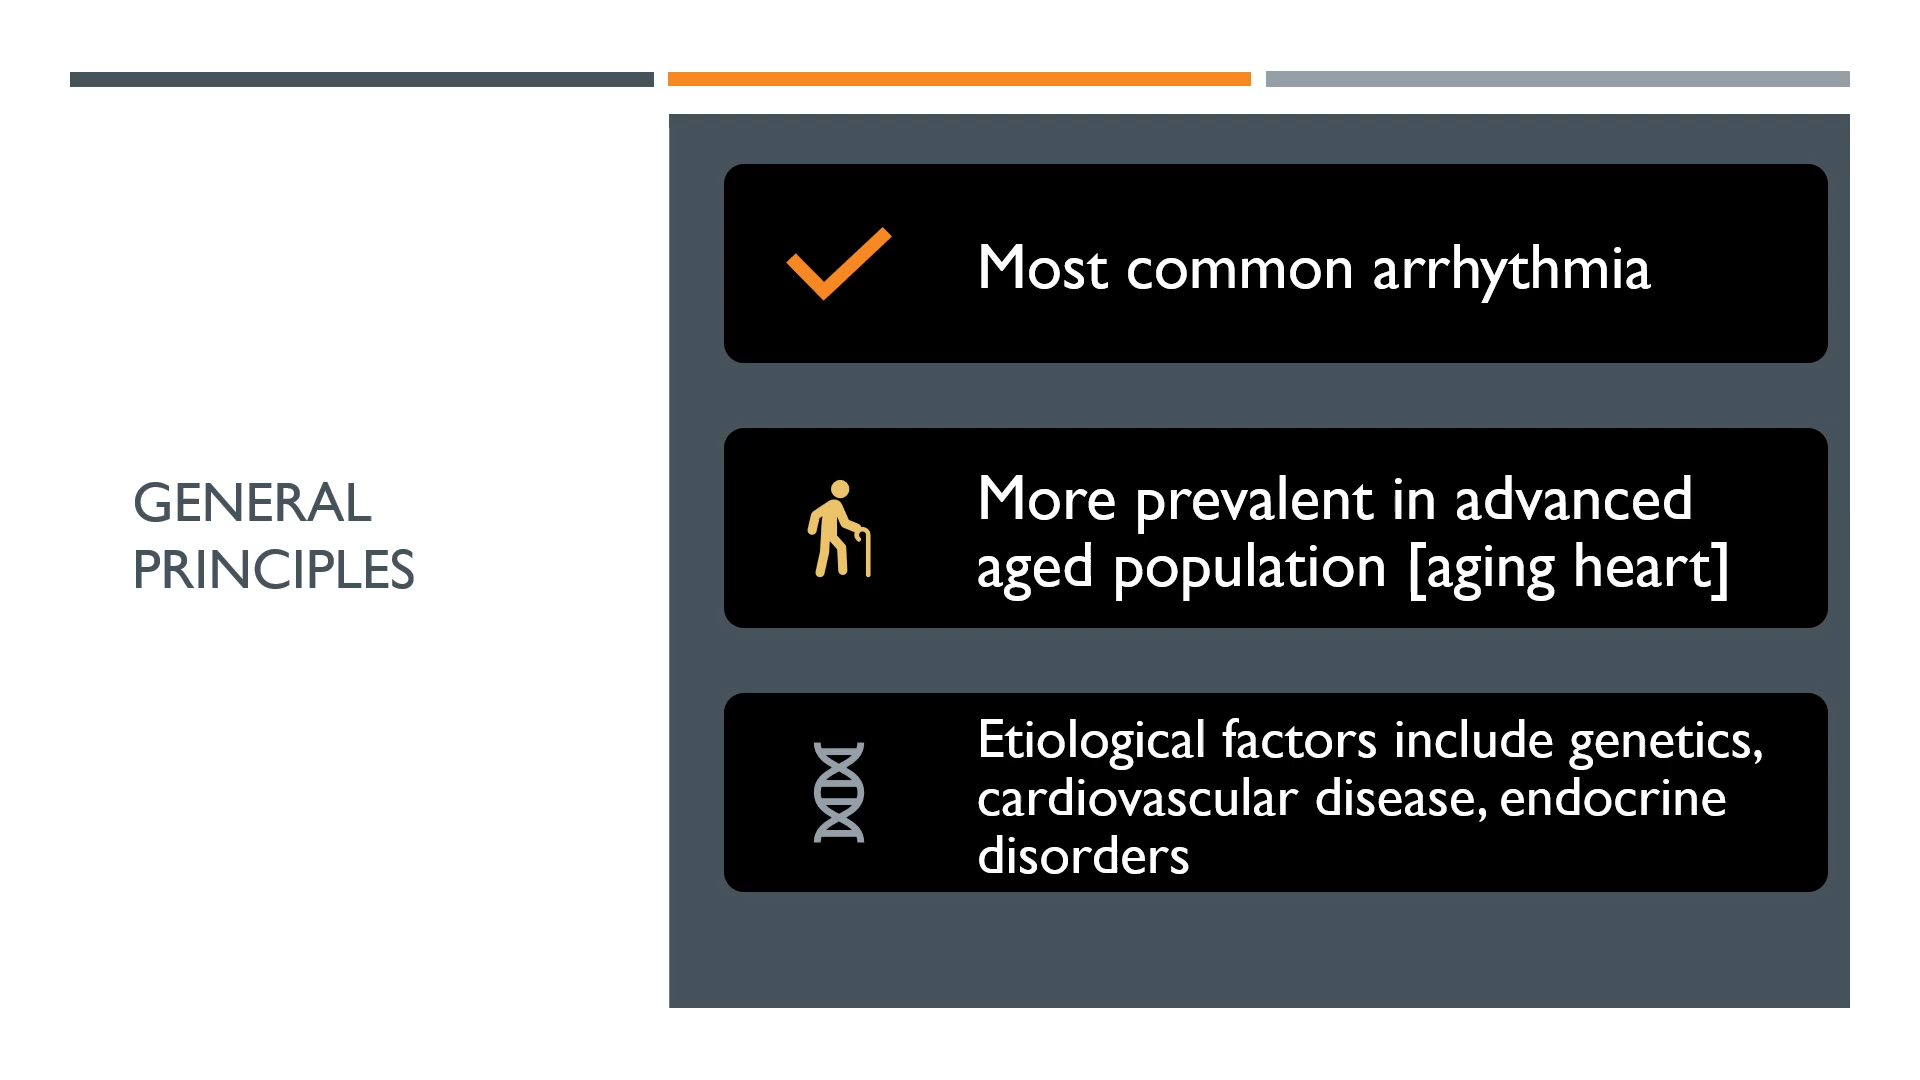 GENERAL
PRINCIPLES
Most common arrhythmia
More prevalent in advanced
aged population [aging heart]
Etiological factors include genetics,
cardiovascular disease, endocrine
disorders